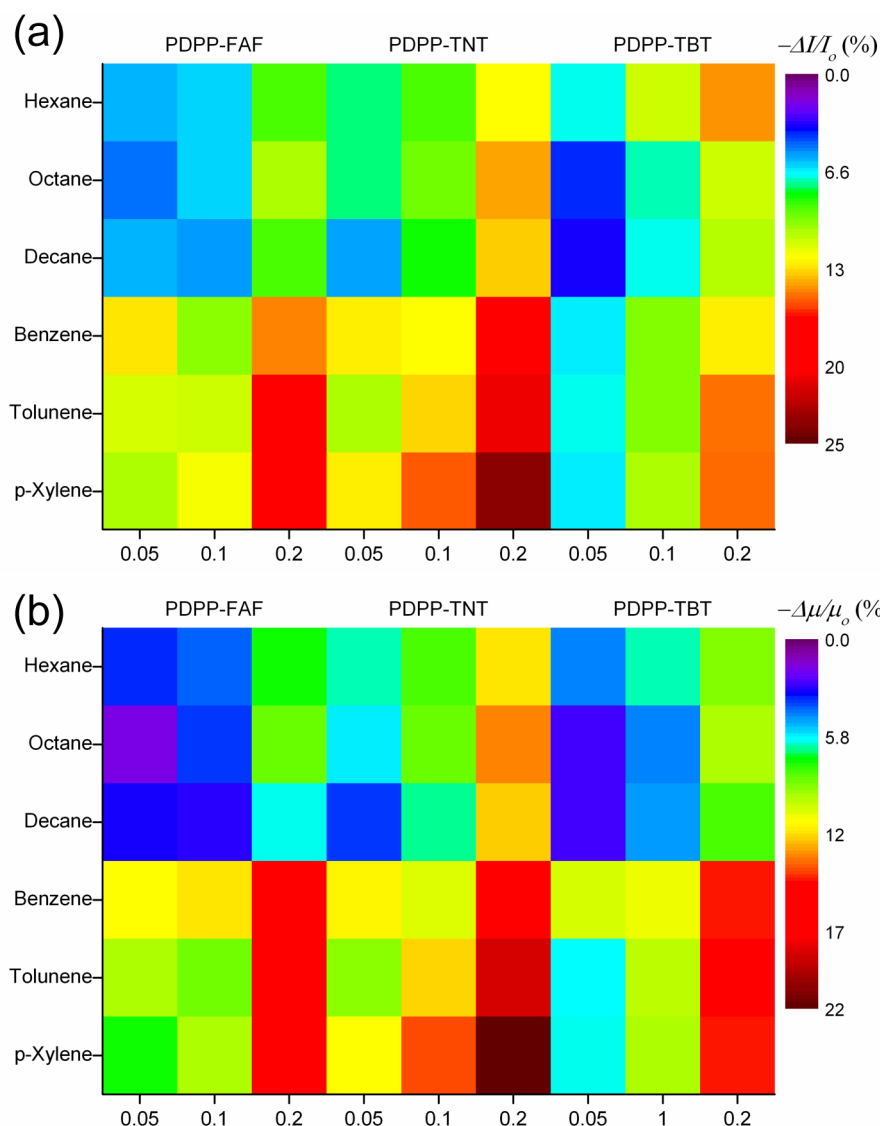 (a)
PDPP-FAF PDPP-TNT PDPP-TBT −ΔI/Io (%)
Hexane
Octane
Decane
Benzene
Tolunene
p-Xylene
0.05 0.1 0.2 0.05 0.1 0.2 0.05 0.1 0.2
0.0
6.6
13
20
25
(b)
PDPP-FAF PDPP-TNT PDPP-TBT −Δμ/μo (%
Hexane
Octane
Decane
Benzene
Tolunene
p-Xylene
0.05 0.1 0.2 0.05 0.1 0.2 0.05 1 0.2
0.0
5.8
12
17
22